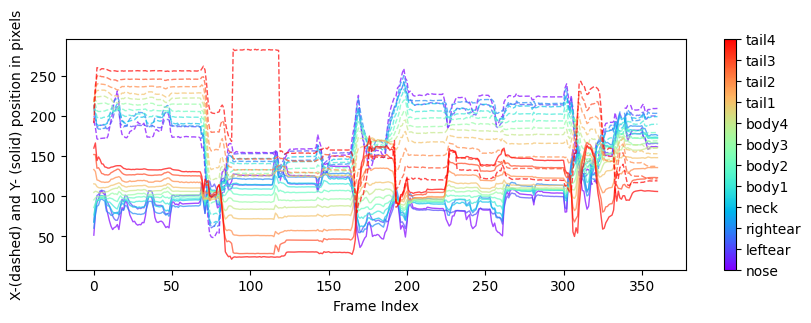 X-(dashed) and Y- (solid) position in pixels
250
200
150
100
50
0
50
100
150
200
250
300
350
Frame Index
tail4
tail3
tail2
tail1
body4
body3
body2
body1
neck
rightear
leftear
nose